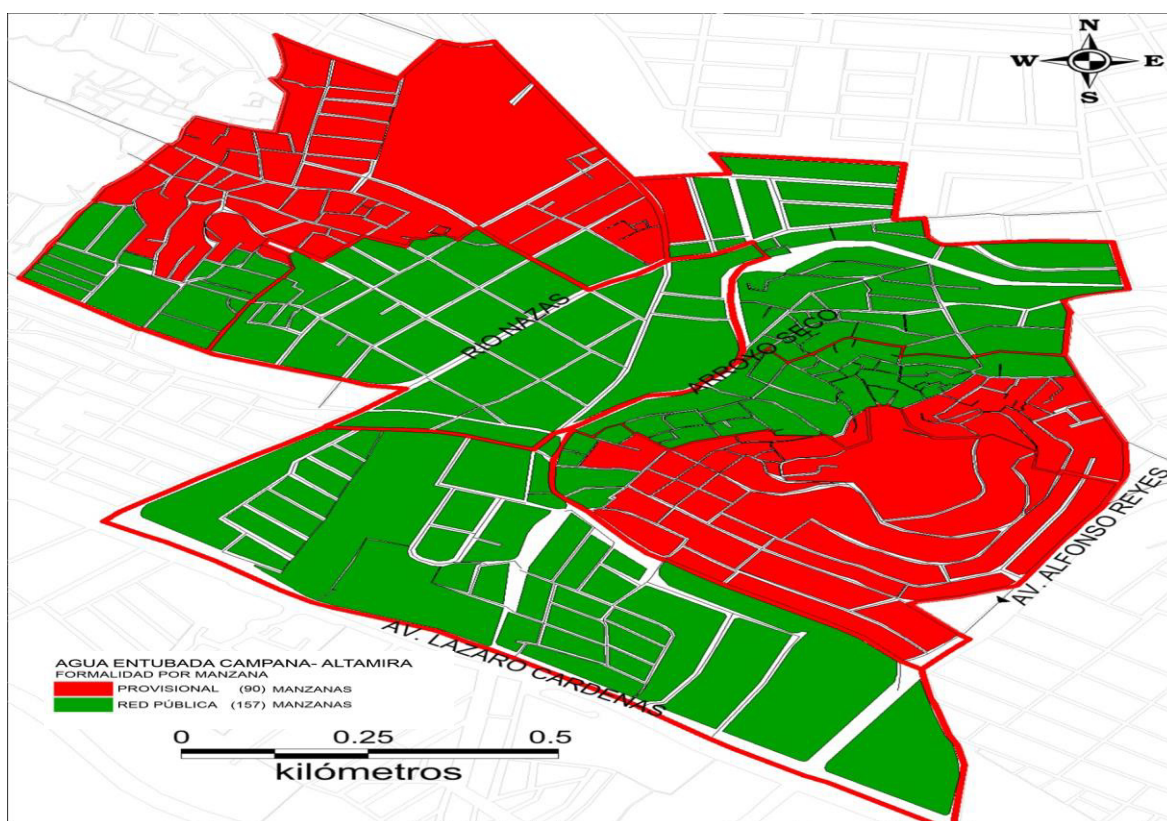 N
W E
S
RIO NAZAS
ARROYO SECO
AV. ALFONSO REYES
AV. LAZARO CARDENAS
AGUA ENTUBADA CAMPANA- ALTAMIRA
FORMALIDAD POR MANZANA
PROVISIONAL (90) MANZANAS
RED PÚBLICA (157) MANZANAS
0 0.25 0.5
kilómetros